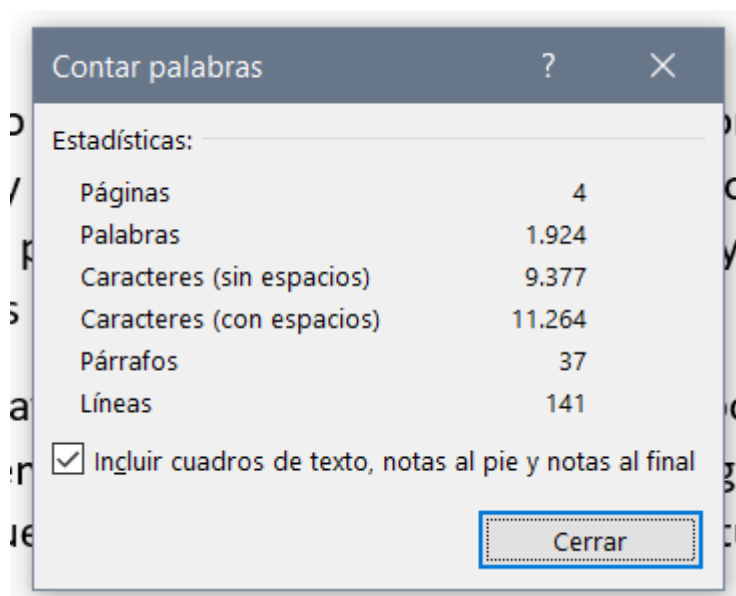 Contar palabras ?
Estadísticas:
Páginas 4
Palabras 1.924
Caracteres (sin espacios) 9.377
Caracteres (con espacios) 11.264
Párrafos 37
Líneas 141
Incluir cuadros de texto, notas al pie y notas al final
Cerrar